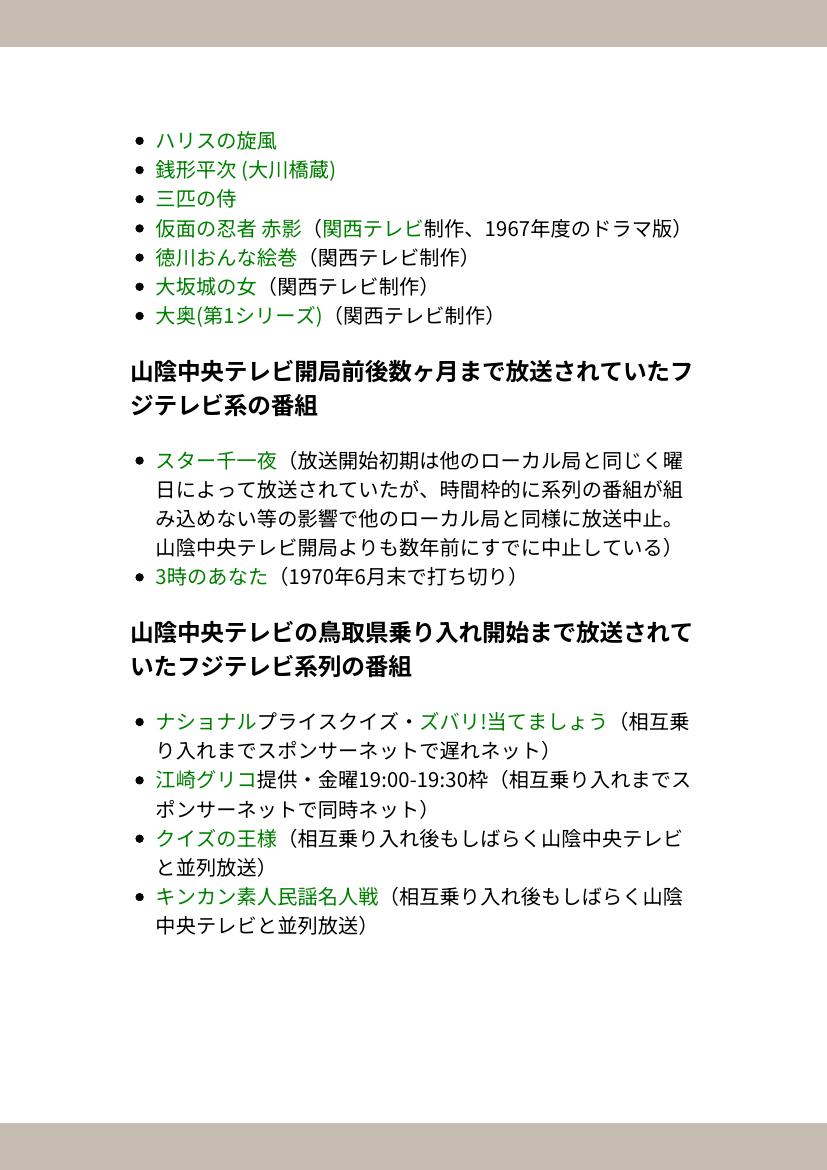 ハリスの旋風
銭形平次 (大川橋蔵)
三匹の侍
仮面の忍者 赤影（関西テレビ制作、1967年度のドラマ版）
徳川おんな絵巻（関西テレビ制作）
大坂城の女（関西テレビ制作）
大奥(第1シリーズ)（関西テレビ制作）
山陰中央テレビ開局前後数ヶ月まで放送されていたフ
ジテレビ系の番組
スター千一夜（放送開始初期は他のローカル局と同じく曜
日によって放送されていたが、時間枠的に系列の番組が組
み込めない等の影響で他のローカル局と同様に放送中止。
山陰中央テレビ開局よりも数年前にすでに中止している）
3時のあなた（1970年6月末で打ち切り）
山陰中央テレビの鳥取県乗り入れ開始まで放送されて
いたフジテレビ系列の番組
ナショナルプライスクイズ・ズバリ!当てましょう（相互乗
り入れまでスポンサーネットで遅れネット）
江崎グリコ提供・金曜19:00-19:30枠（相互乗り入れまでス
ポンサーネットで同時ネット）
クイズの王様（相互乗り入れ後もしばらく山陰中央テレビ
と並列放送）
キンカン素人民謡名人戦（相互乗り入れ後もしばらく山陰
中央テレビと並列放送）